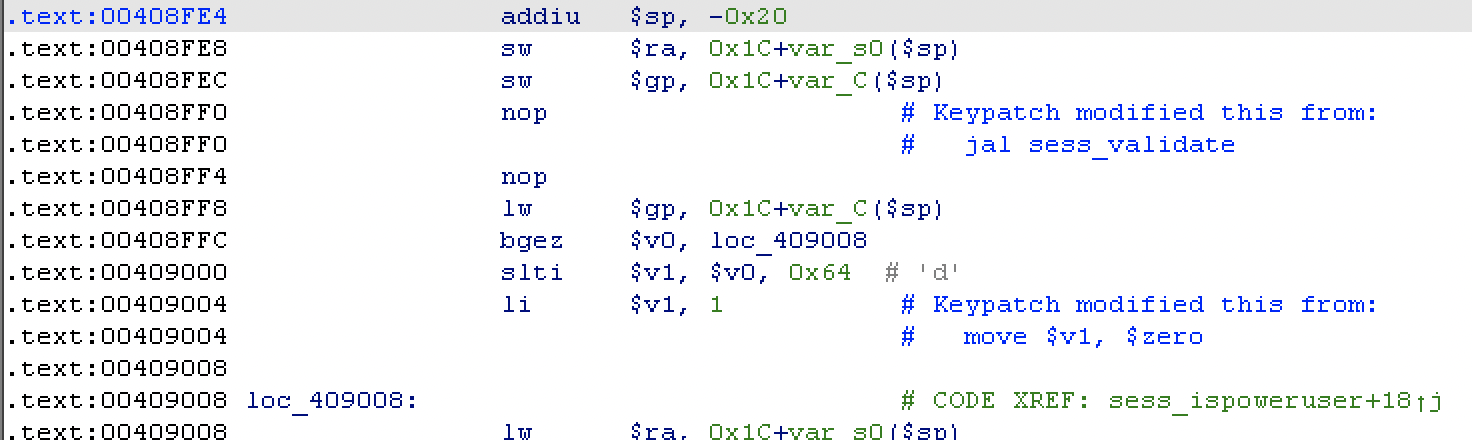 .text:00408FE4 addiu $sp, -0x20
.text:00408FE8 sw $ra, 0x1C+var_s0($sp)
.text:00408FEC sw $gp, 0x1C+var_C($sp)
.text:00408FF0 nop # Keypatch modified this from:
.text:00408FF0 # jal sess_validate
.text:00408FF4 nop
.text:00408FF8 lw $gp, 0x1C+var_C($sp)
.text:00408FFC bgez $v0, loc_409008
.text:00409000 slti $v1, $v0, 0x64 # 'd'
.text:00409004 li $v1, 1 # Keypatch modified this from:
.text:00409004 # move $v1, $zero
.text:00409008
.text:00409008 loc_409008: # CODE XREF: sess_ispoweruser+18↑j
.text:00409008 lw $ra, 0x1C+var_s0($sp)